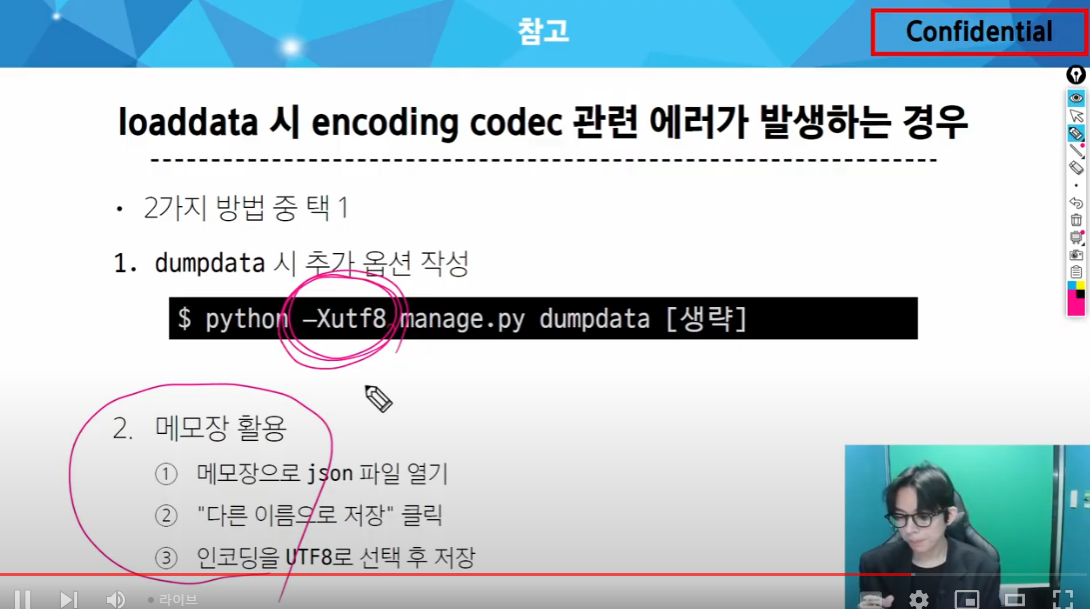 참고
Confidential
loaddata 시 encoding codec 관련 에러가 발생하는 경우
• 2가지 방법 중 택 1
1. dumpdata 시 추가 옵션 작성
$ python –Xutf8 manage.py dumpdata [생략]
2. 메모장 활용
① 메모장으로 json 파일 열기
② "다른 이름으로 저장" 클릭
③ 인코딩을 UTF8로 선택 후 저장
라이브